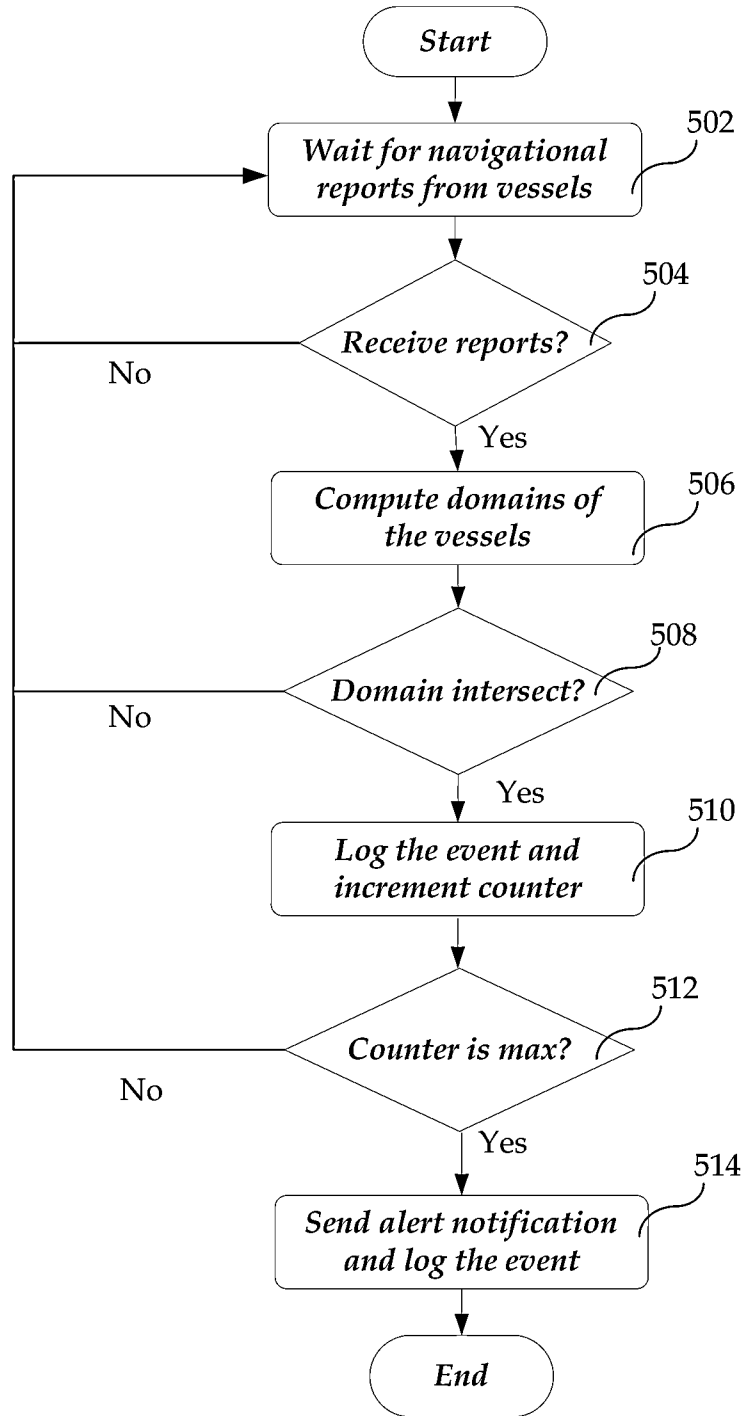 Start
502
Wait for navigational
reports from vessels
504
Receive reports?
No
Yes
506
Compute domains of
the vessels
508
Domain intersect?
No
Yes
510
Log the event and
increment counter
512
Counter is max?
No
Yes
514
Send alert notification
and log the event
End